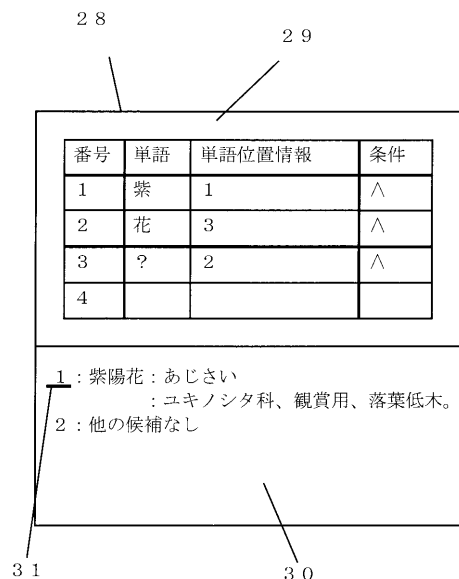 ２８
２９
番号 単語 単語位置情報 条件
1 紫 1 ∧
2 花 3 ∧
3 ? 2 ∧
4
1：紫陽花：あじさい
：ユキノシタ科、観賞用、落葉低木。
2：他の候補なし
３１
３０